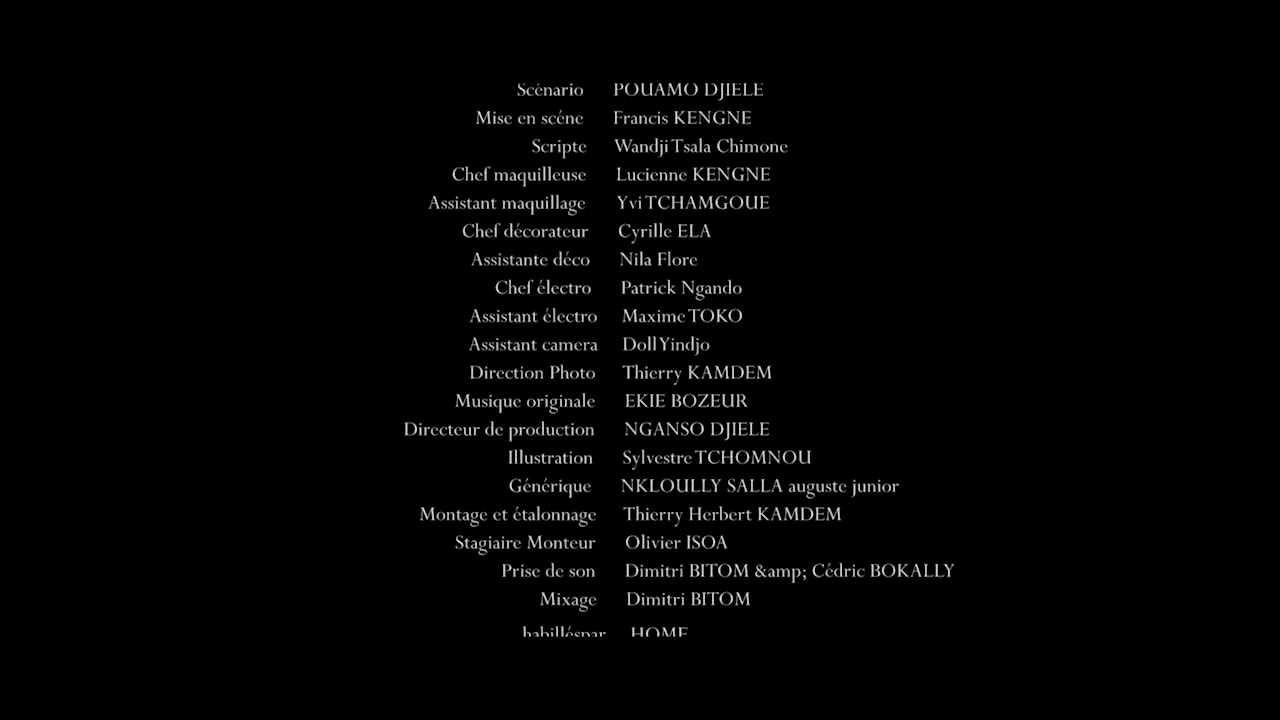 Scénario POUAMO DJIELE
Mise en scéne Francis KENGNE
Scripte Wandji Tsala Chimone
Chef maquilleuse Lucienne KENGNE
Assistant maquillage Yvi TCHAMGOUE
Chef décorateur Cyrille ELA
Assistante déco Nila Flore
Chef électro Patrick Ngando
Assistant électro Maxime TOKO
Assistant camera Doll Yindjo
Direction Photo Thierry KAMDEM
Musique originale EKIE BOZEUR
Directeur de production NGANSO DJIELE
Illustration Sylvestre TCHOMNOU
Générique NKLOULLY SALLA auguste junior
Montage et étalonnage Thierry Herbert KAMDEM
Stagiaire Monteur Olivier ISOA
Prise de son Dimitri BITOM &amp; Cédric BOKALLY
Mixage Dimitri BITOM
habilléspar HOME